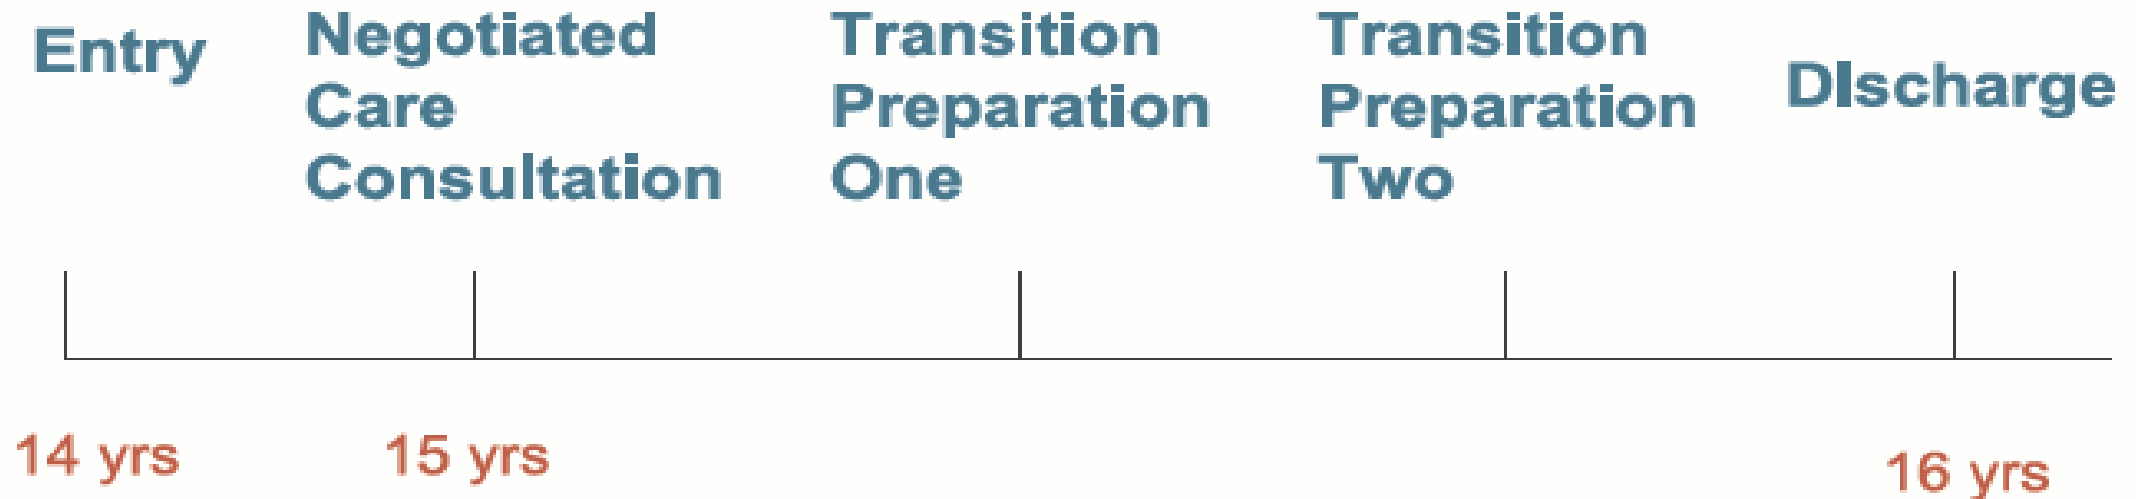 Entry
Negotiated
Care
Consultation
Transition
Preparation
One
Transition
Preparation
Two
DIscharge
14 yrs
15 yrs
16 yrs